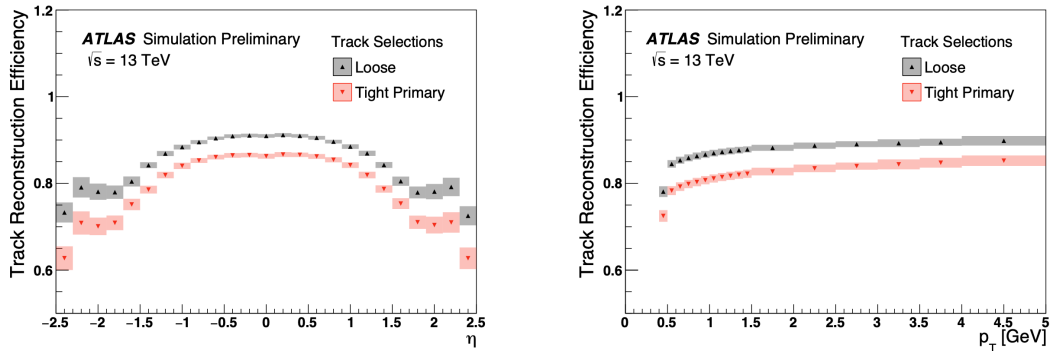 Track Reconstruction Efficiency
1.2
1
0.8
0.6
ATLAS Simulation Preliminary
√s = 13 TeV
Track Selections
Loose
Tight Primary
−2.5 −2 −1.5 −1 −0.5 0 0.5 1 1.5 2 2.5
η
Track Reconstruction Efficiency
1.2
1
0.8
0.6
ATLAS Simulation Preliminary
√s = 13 TeV
Track Selections
Loose
Tight Primary
0 0.5 1 1.5 2 2.5 3 3.5 4 4.5 5
p_T [GeV]